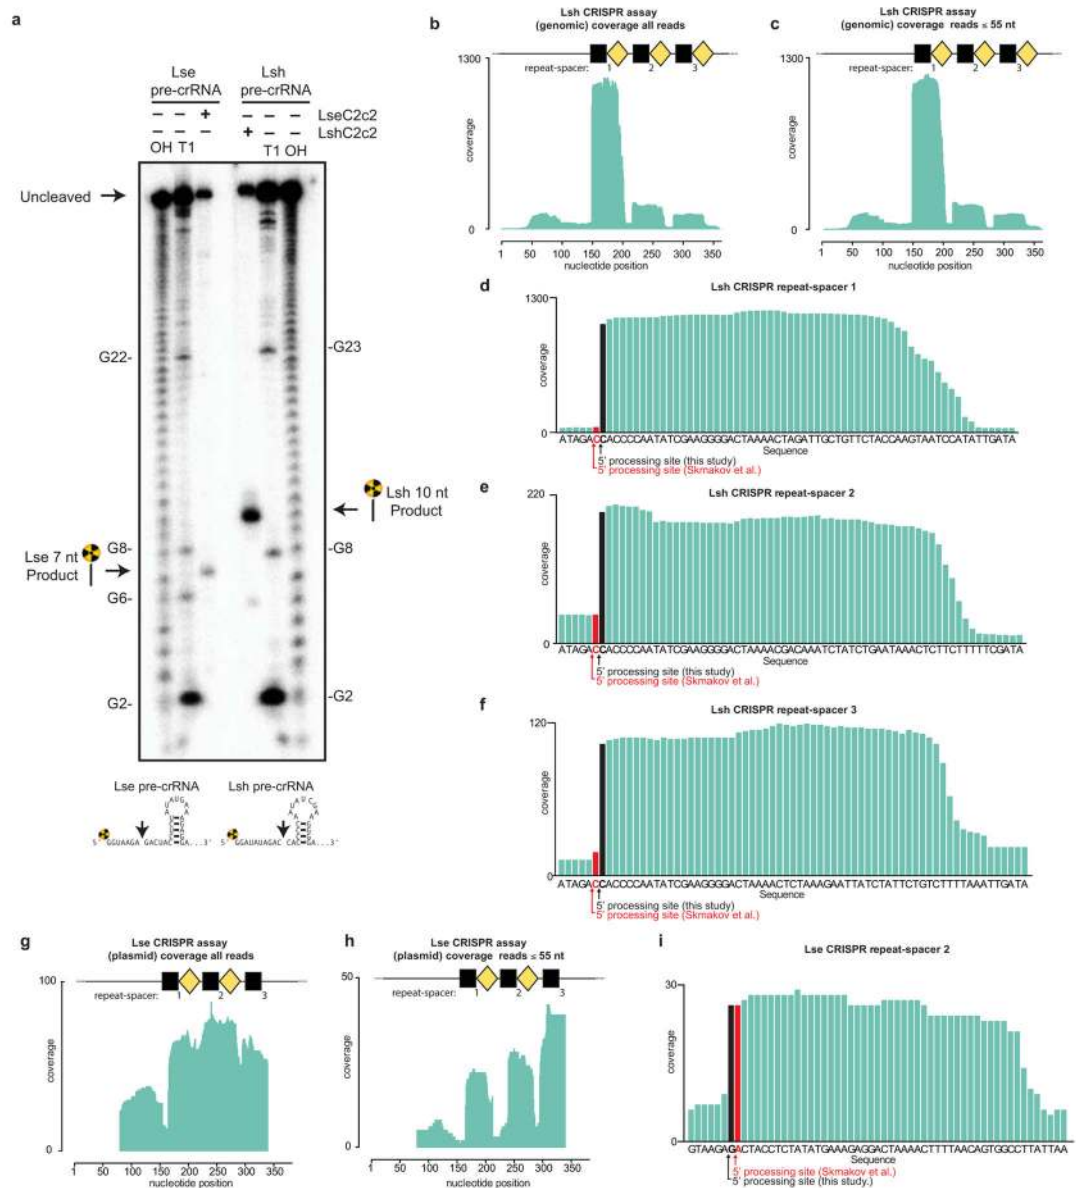 a
Lse
pre-crRNA
Lsh
pre-crRNA
− − + − − − LseC2c2
− − − + − − LshC2c2
OH T1 T1 OH
Uncleaved
G22-
-G23
Lsh 10 nt
Product
Lse 7 nt
Product
G8-
-G8
G6-
G2-
-G2
Lse pre-crRNA
Lsh pre-crRNA
b
Lsh CRISPR assay
(genomic) coverage all reads
1300
repeat-spacer: 1 2 3
coverage
0
1 50 100 150 200 250 300 350
nucleotide position
c
Lsh CRISPR assay
(genomic) coverage reads ≤ 55 nt
1300
repeat-spacer: 1 2 3
coverage
0
1 50 100 150 200 250 300 350
nucleotide position
d
Lsh CRISPR repeat-spacer 1
1300
coverage
0
ATAGACCACCCCAATATCGAAGGGGACTAAAACTAGATTGCTGTTCTACCAAGTAATCCATATTGATA
Sequence
5' processing site (this study)
5' processing site (Skmakov et al.)
e
Lsh CRISPR repeat-spacer 2
220
coverage
0
ATAGACCACCCCAATATCGAAGGGGACTAAAACGACAAATCTATCTGAATAAACTCTTCTTTTTCGATA
Sequence
5' processing site (this study)
5' processing site (Skmakov et al.)
f
Lsh CRISPR repeat-spacer 3
120
coverage
0
ATAGACCACCCCAATATCGAAGGGGACTAAAACTCTAAAGAATTATCTATTCTGTCTTTTAAATTGATA
Sequence
5' processing site (this study)
5' processing site (Skmakov et al.)
g
Lse CRISPR assay
(plasmid) coverage all reads
100
repeat-spacer: 1 2 3
coverage
0
1 50 100 150 200 250 300 350
nucleotide position
h
Lse CRISPR assay
(plasmid) coverage reads ≤ 55 nt
50
repeat-spacer: 1 2 3
coverage
0
1 50 100 150 200 250 300 350
nucleotide position
i
Lse CRISPR repeat-spacer 2
30
coverage
0
GTAAGAGACTACCTCTATATGAAAGAGGACTAAAACTTTTAACAGTGGCCTTATTAA
Sequence
5' processing site (Skmakov et al.)
5' processing site (this study.)